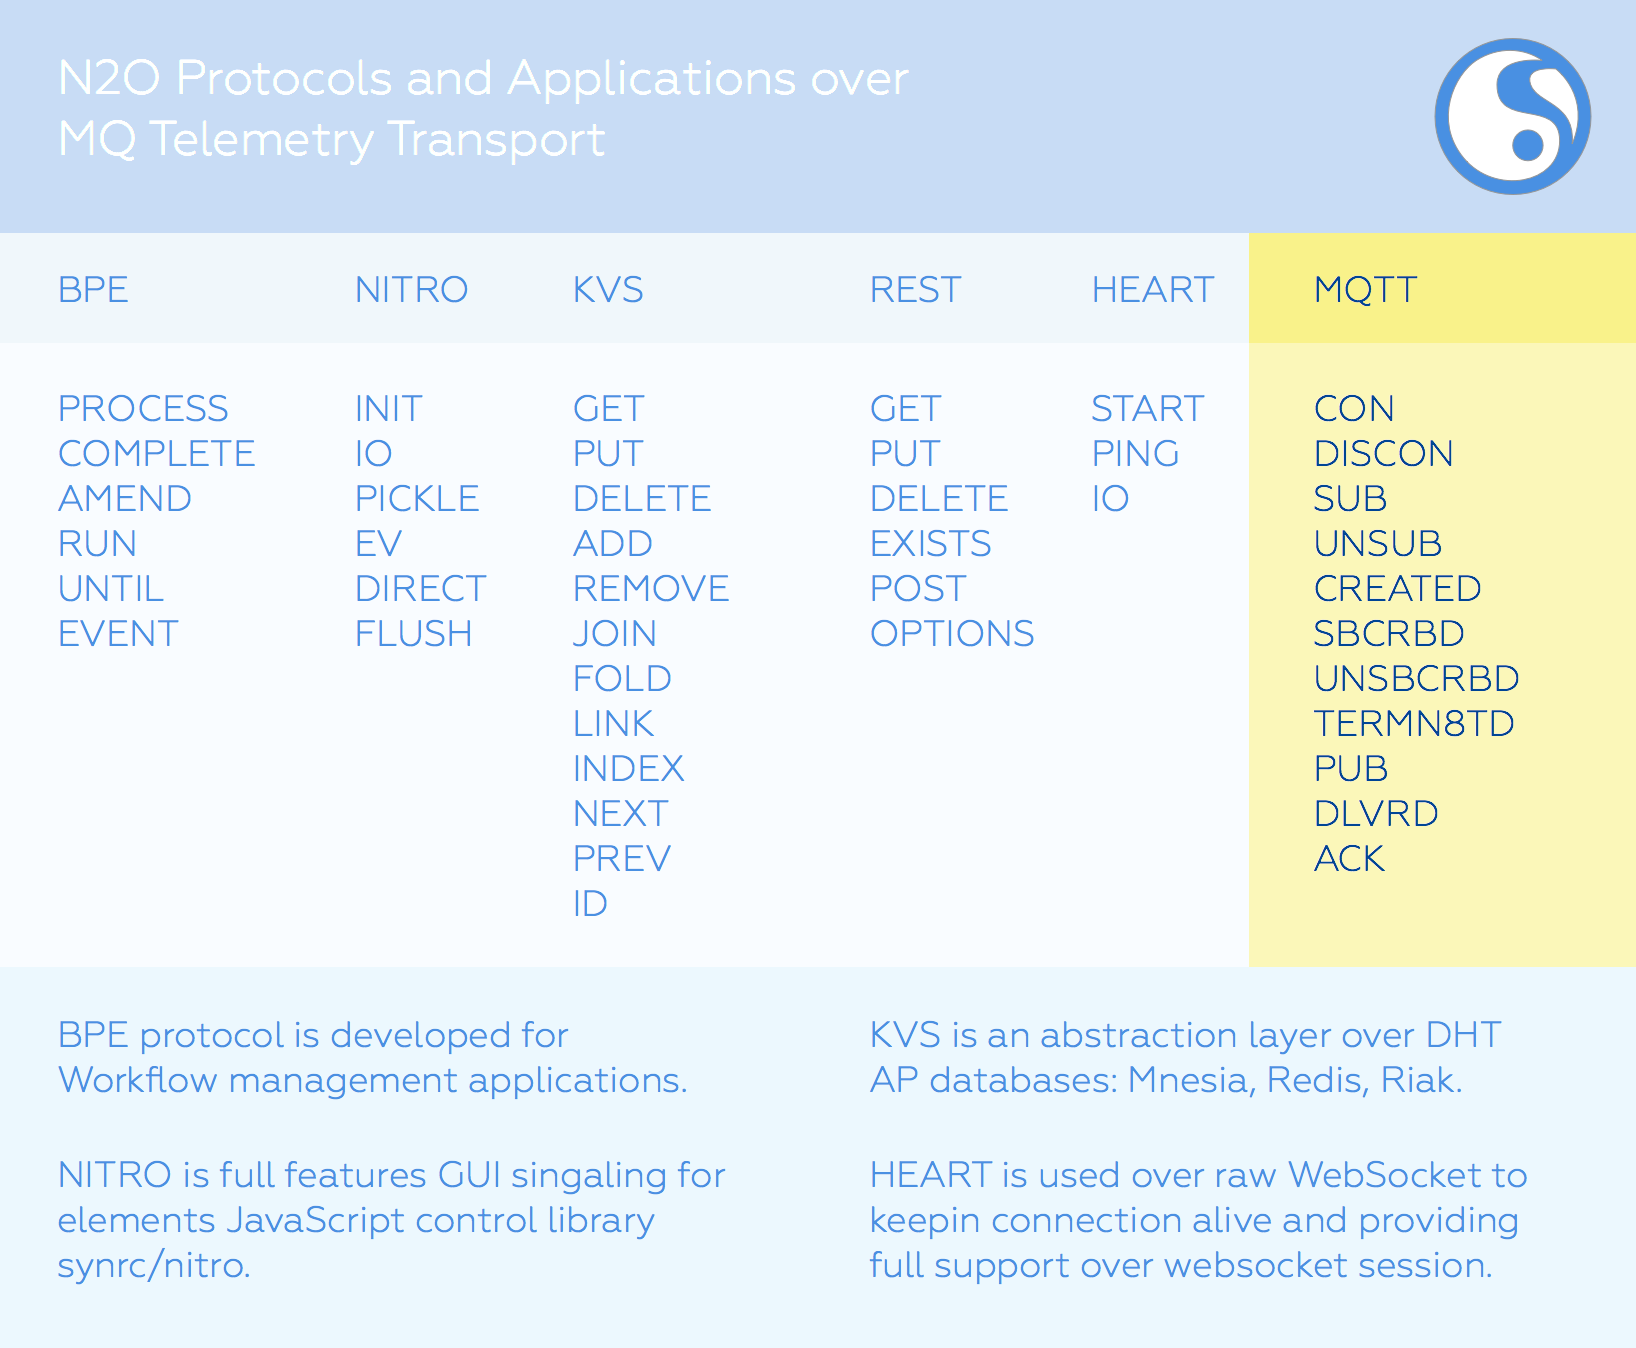 N2O Protocols and Applications over
MQ Telemetry Transport
BPE
NITRO
KVS
REST
HEART
MQTT
PROCESS
COMPLETE
AMEND
RUN
UNTIL
EVENT
INIT
IO
PICKLE
EV
DIRECT
FLUSH
GET
PUT
DELETE
ADD
REMOVE
JOIN
FOLD
LINK
INDEX
NEXT
PREV
ID
GET
PUT
DELETE
EXISTS
POST
OPTIONS
START
PING
IO
CON
DISCON
SUB
UNSUB
CREATED
SBCRBD
UNSBCRBD
TERMN8TD
PUB
DLVRD
ACK
BPE protocol is developed for
Workflow management applications.
NITRO is full features GUI singaling for
elements JavaScript control library
synrc/nitro.
KVS is an abstraction layer over DHT
AP databases: Mnesia, Redis, Riak.
HEART is used over raw WebSocket to
keepin connection alive and providing
full support over websocket session.